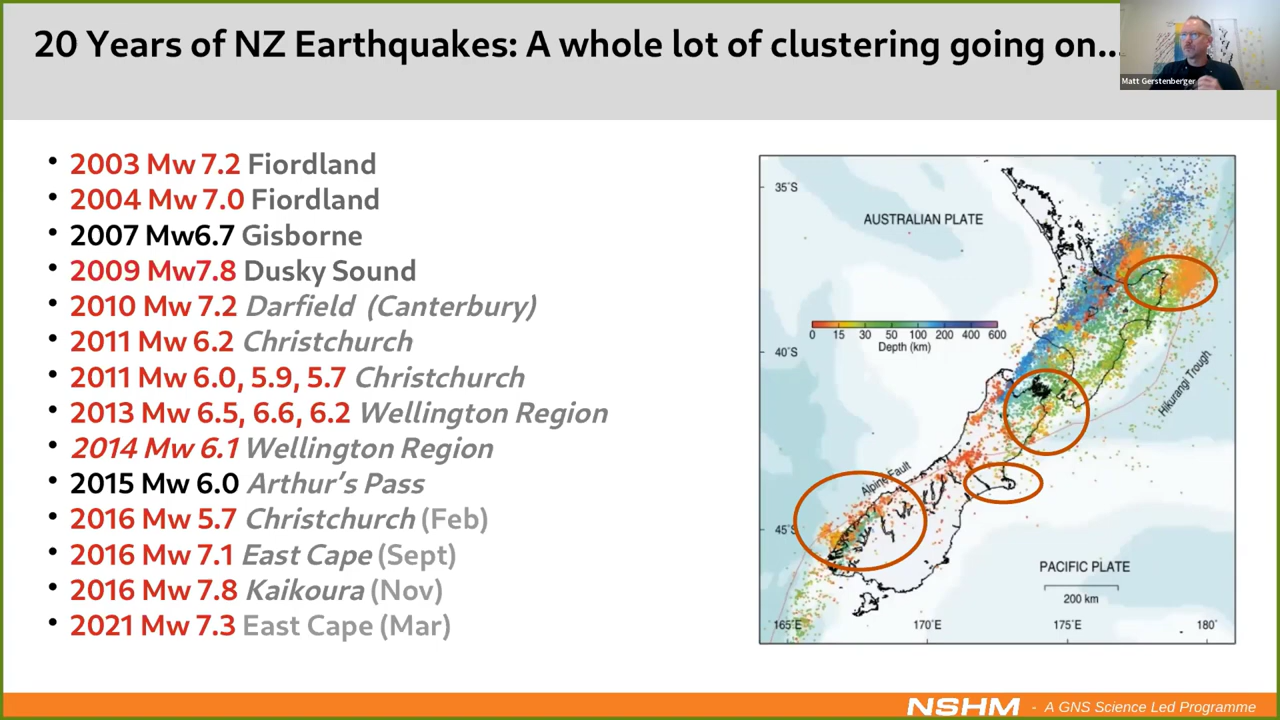 20 Years of NZ Earthquakes: A whole lot of clustering going on...
Matt Gerstenberger
• 2003 Mw 7.2 Fiordland
• 2004 Mw 7.0 Fiordland
• 2007 Mw6.7 Gisborne
• 2009 Mw7.8 Dusky Sound
• 2010 Mw 7.2 Darfield (Canterbury)
• 2011 Mw 6.2 Christchurch
• 2011 Mw 6.0, 5.9, 5.7 Christchurch
• 2013 Mw 6.5, 6.6, 6.2 Wellington Region
• 2014 Mw 6.1 Wellington Region
• 2015 Mw 6.0 Arthur's Pass
• 2016 Mw 5.7 Christchurch (Feb)
• 2016 Mw 7.1 East Cape (Sept)
• 2016 Mw 7.8 Kaikoura (Nov)
• 2021 Mw 7.3 East Cape (Mar)
35°S
AUSTRALIAN PLATE
0 15 30 50 100 200 400 600
Depth (km)
40°S
Hikurangi Trough
Alpine Fault
45°S
PACIFIC PLATE
200 km
165°E 170°E 175°E 180°
NSHM - A GNS Science Led Programme